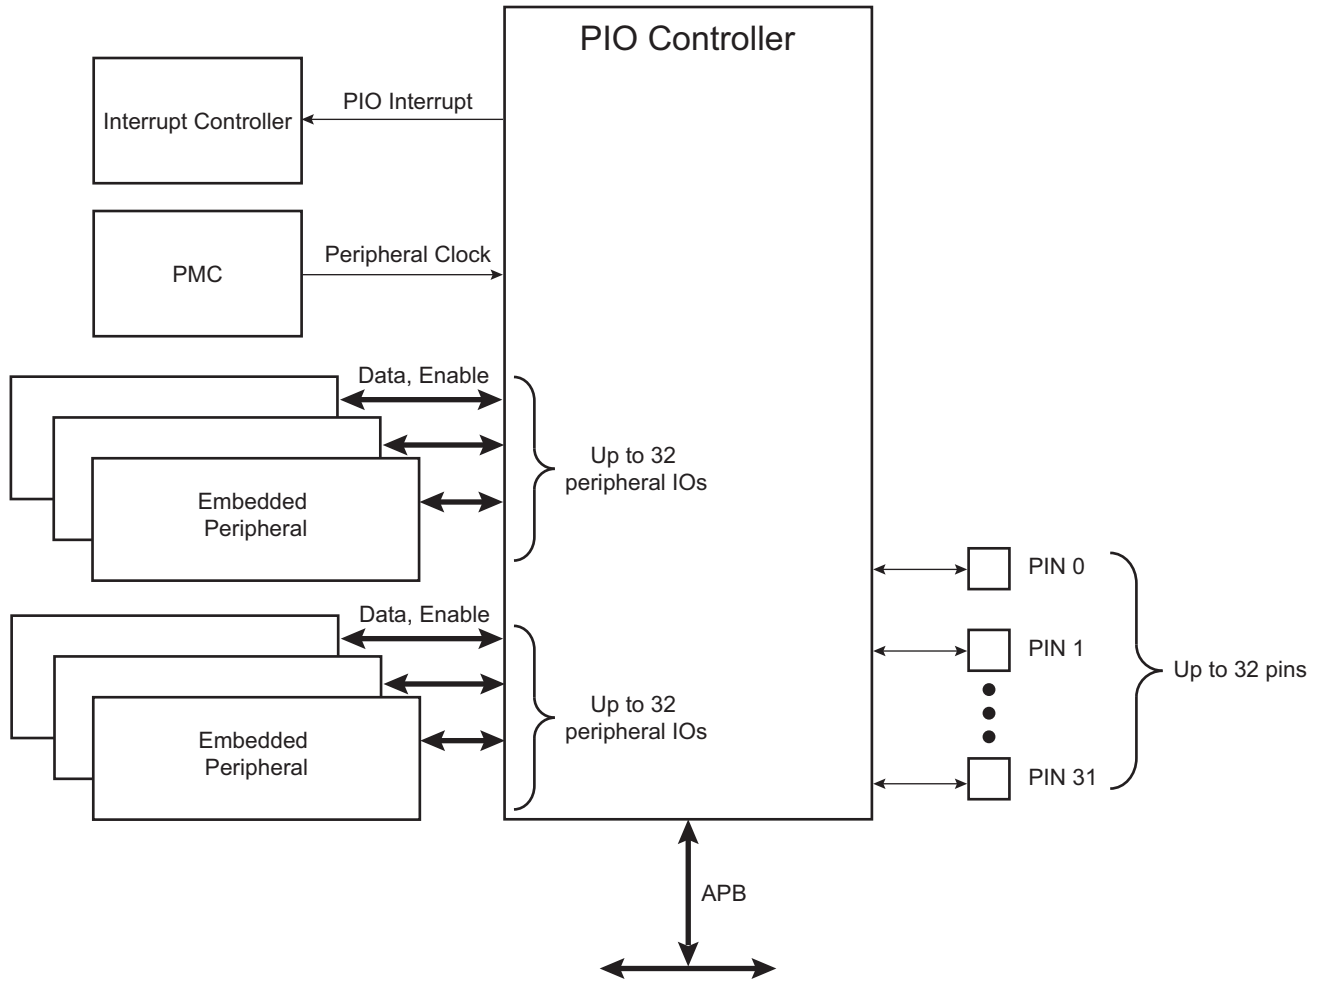 PIO Controller
PIO Interrupt
Interrupt Controller
Peripheral Clock
PMC
Data, Enable
Up to 32
peripheral IOs
Embedded
Peripheral
PIN 0
Data, Enable
PIN 1
Up to 32 pins
Up to 32
peripheral IOs
Embedded
Peripheral
PIN 31
APB